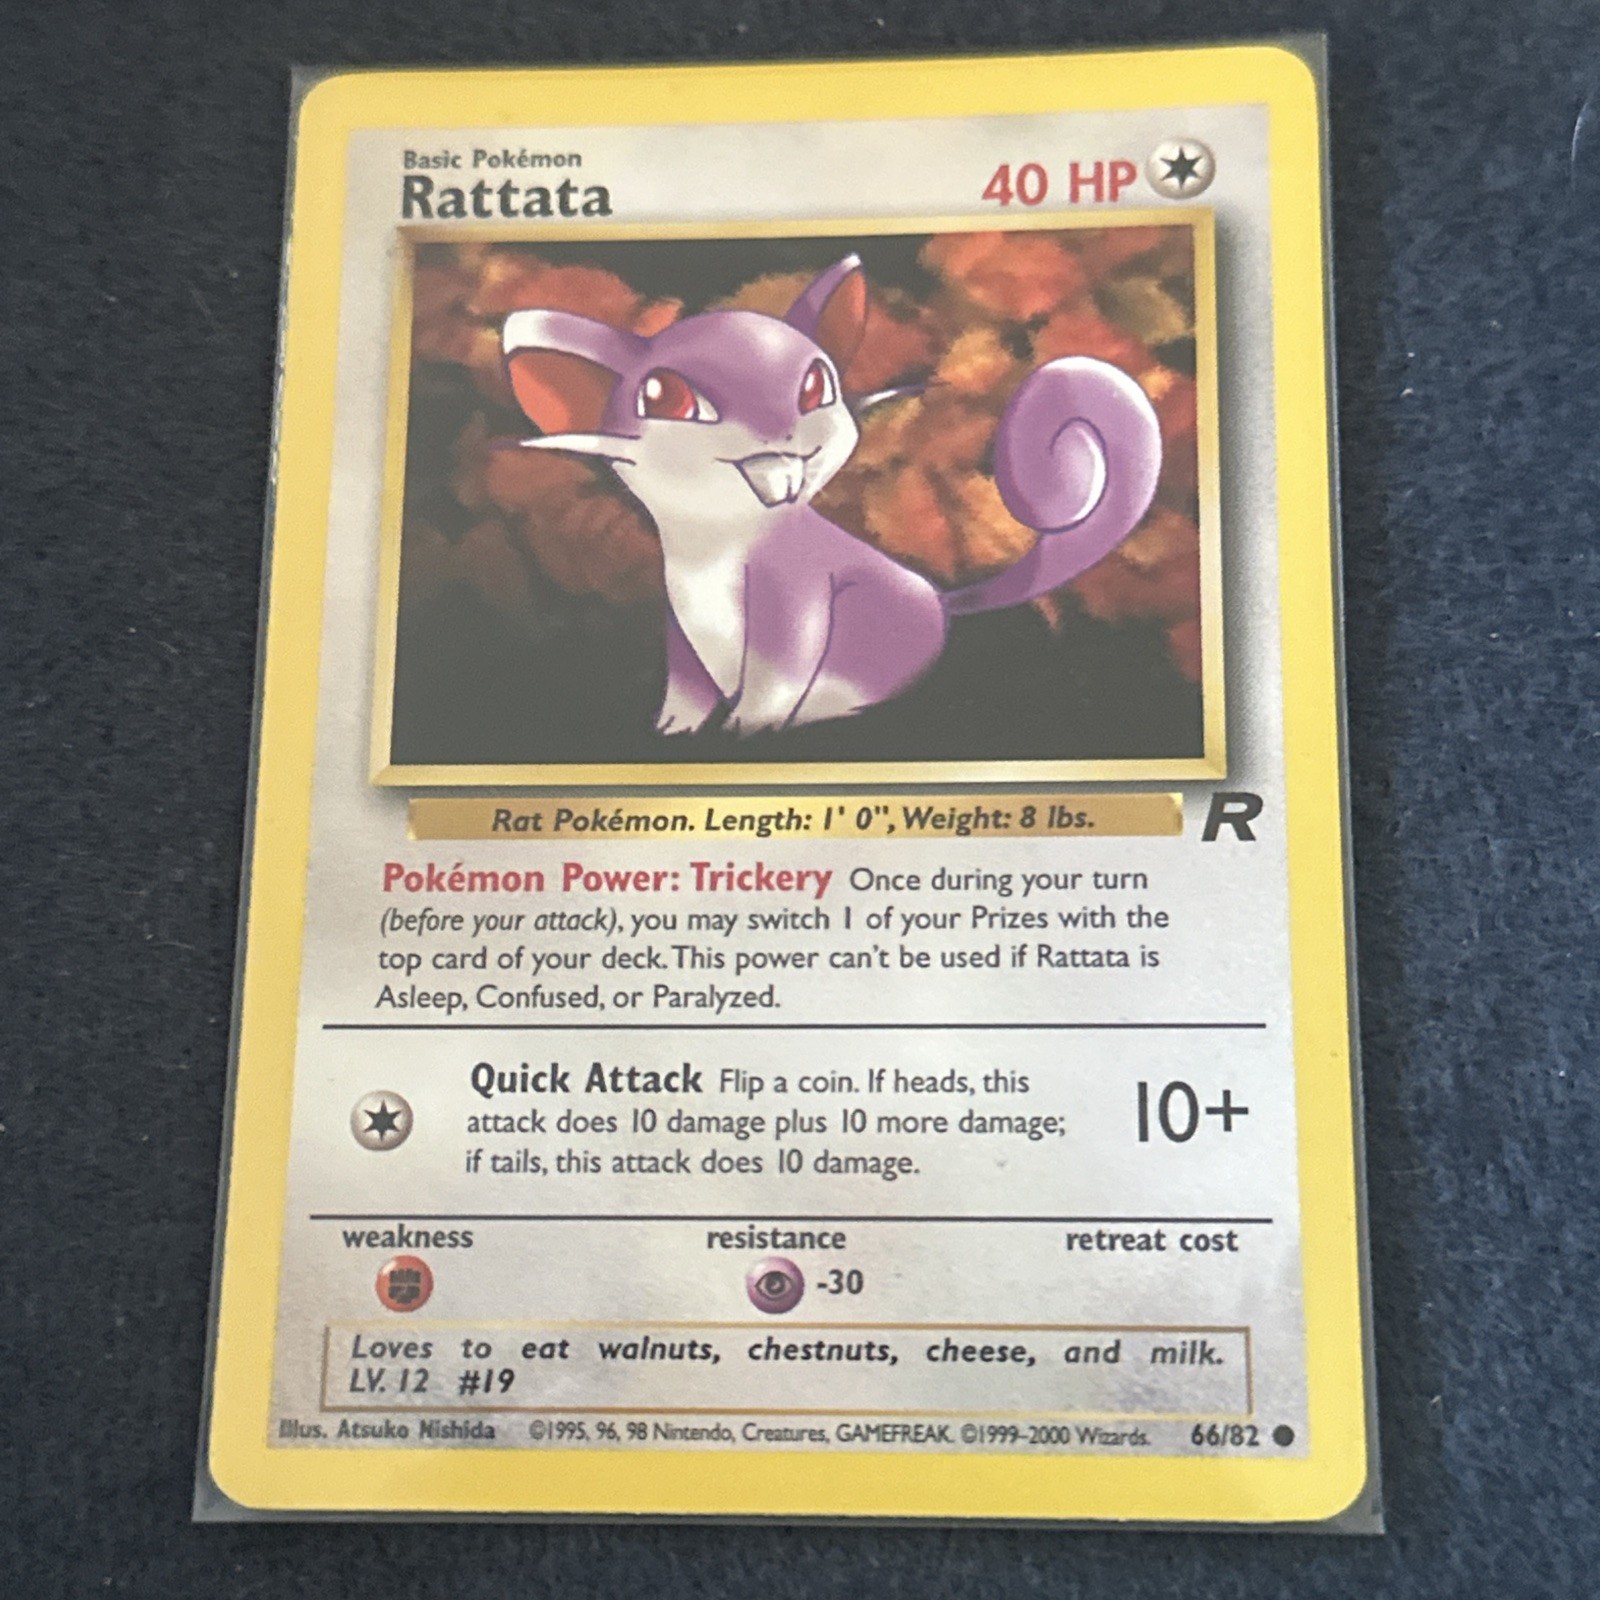 Basic Pokémon
Rattata
40 HP
Rat Pokémon. Length: 1' 0", Weight: 8 lbs.
R
Pokémon Power: Trickery Once during your turn
(before your attack), you may switch 1 of your Prizes with the
top card of your deck. This power can't be used if Rattata is
Asleep, Confused, or Paralyzed.
Quick Attack Flip a coin. If heads, this
attack does 10 damage plus 10 more damage;
if tails, this attack does 10 damage.
10+
weakness resistance retreat cost
-30
Loves to eat walnuts, chestnuts, cheese, and milk.
LV. 12 #19
Illus. Atsuko Nishida ©1995, 96, 98 Nintendo, Creatures, GAMEFREAK. ©1999-2000 Wizards. 66/82